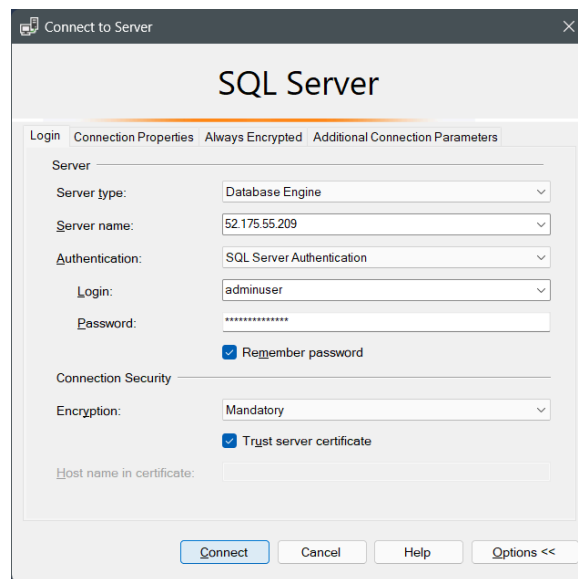 Connect to Server
SQL Server
Login Connection Properties Always Encrypted Additional Connection Parameters
Server
Server type: Database Engine
Server name: 52.175.55.209
Authentication: SQL Server Authentication
Login: adminuser
Password: **************
Remember password
Connection Security
Encryption: Mandatory
Trust server certificate
Host name in certificate:
Connect Cancel Help Options <<